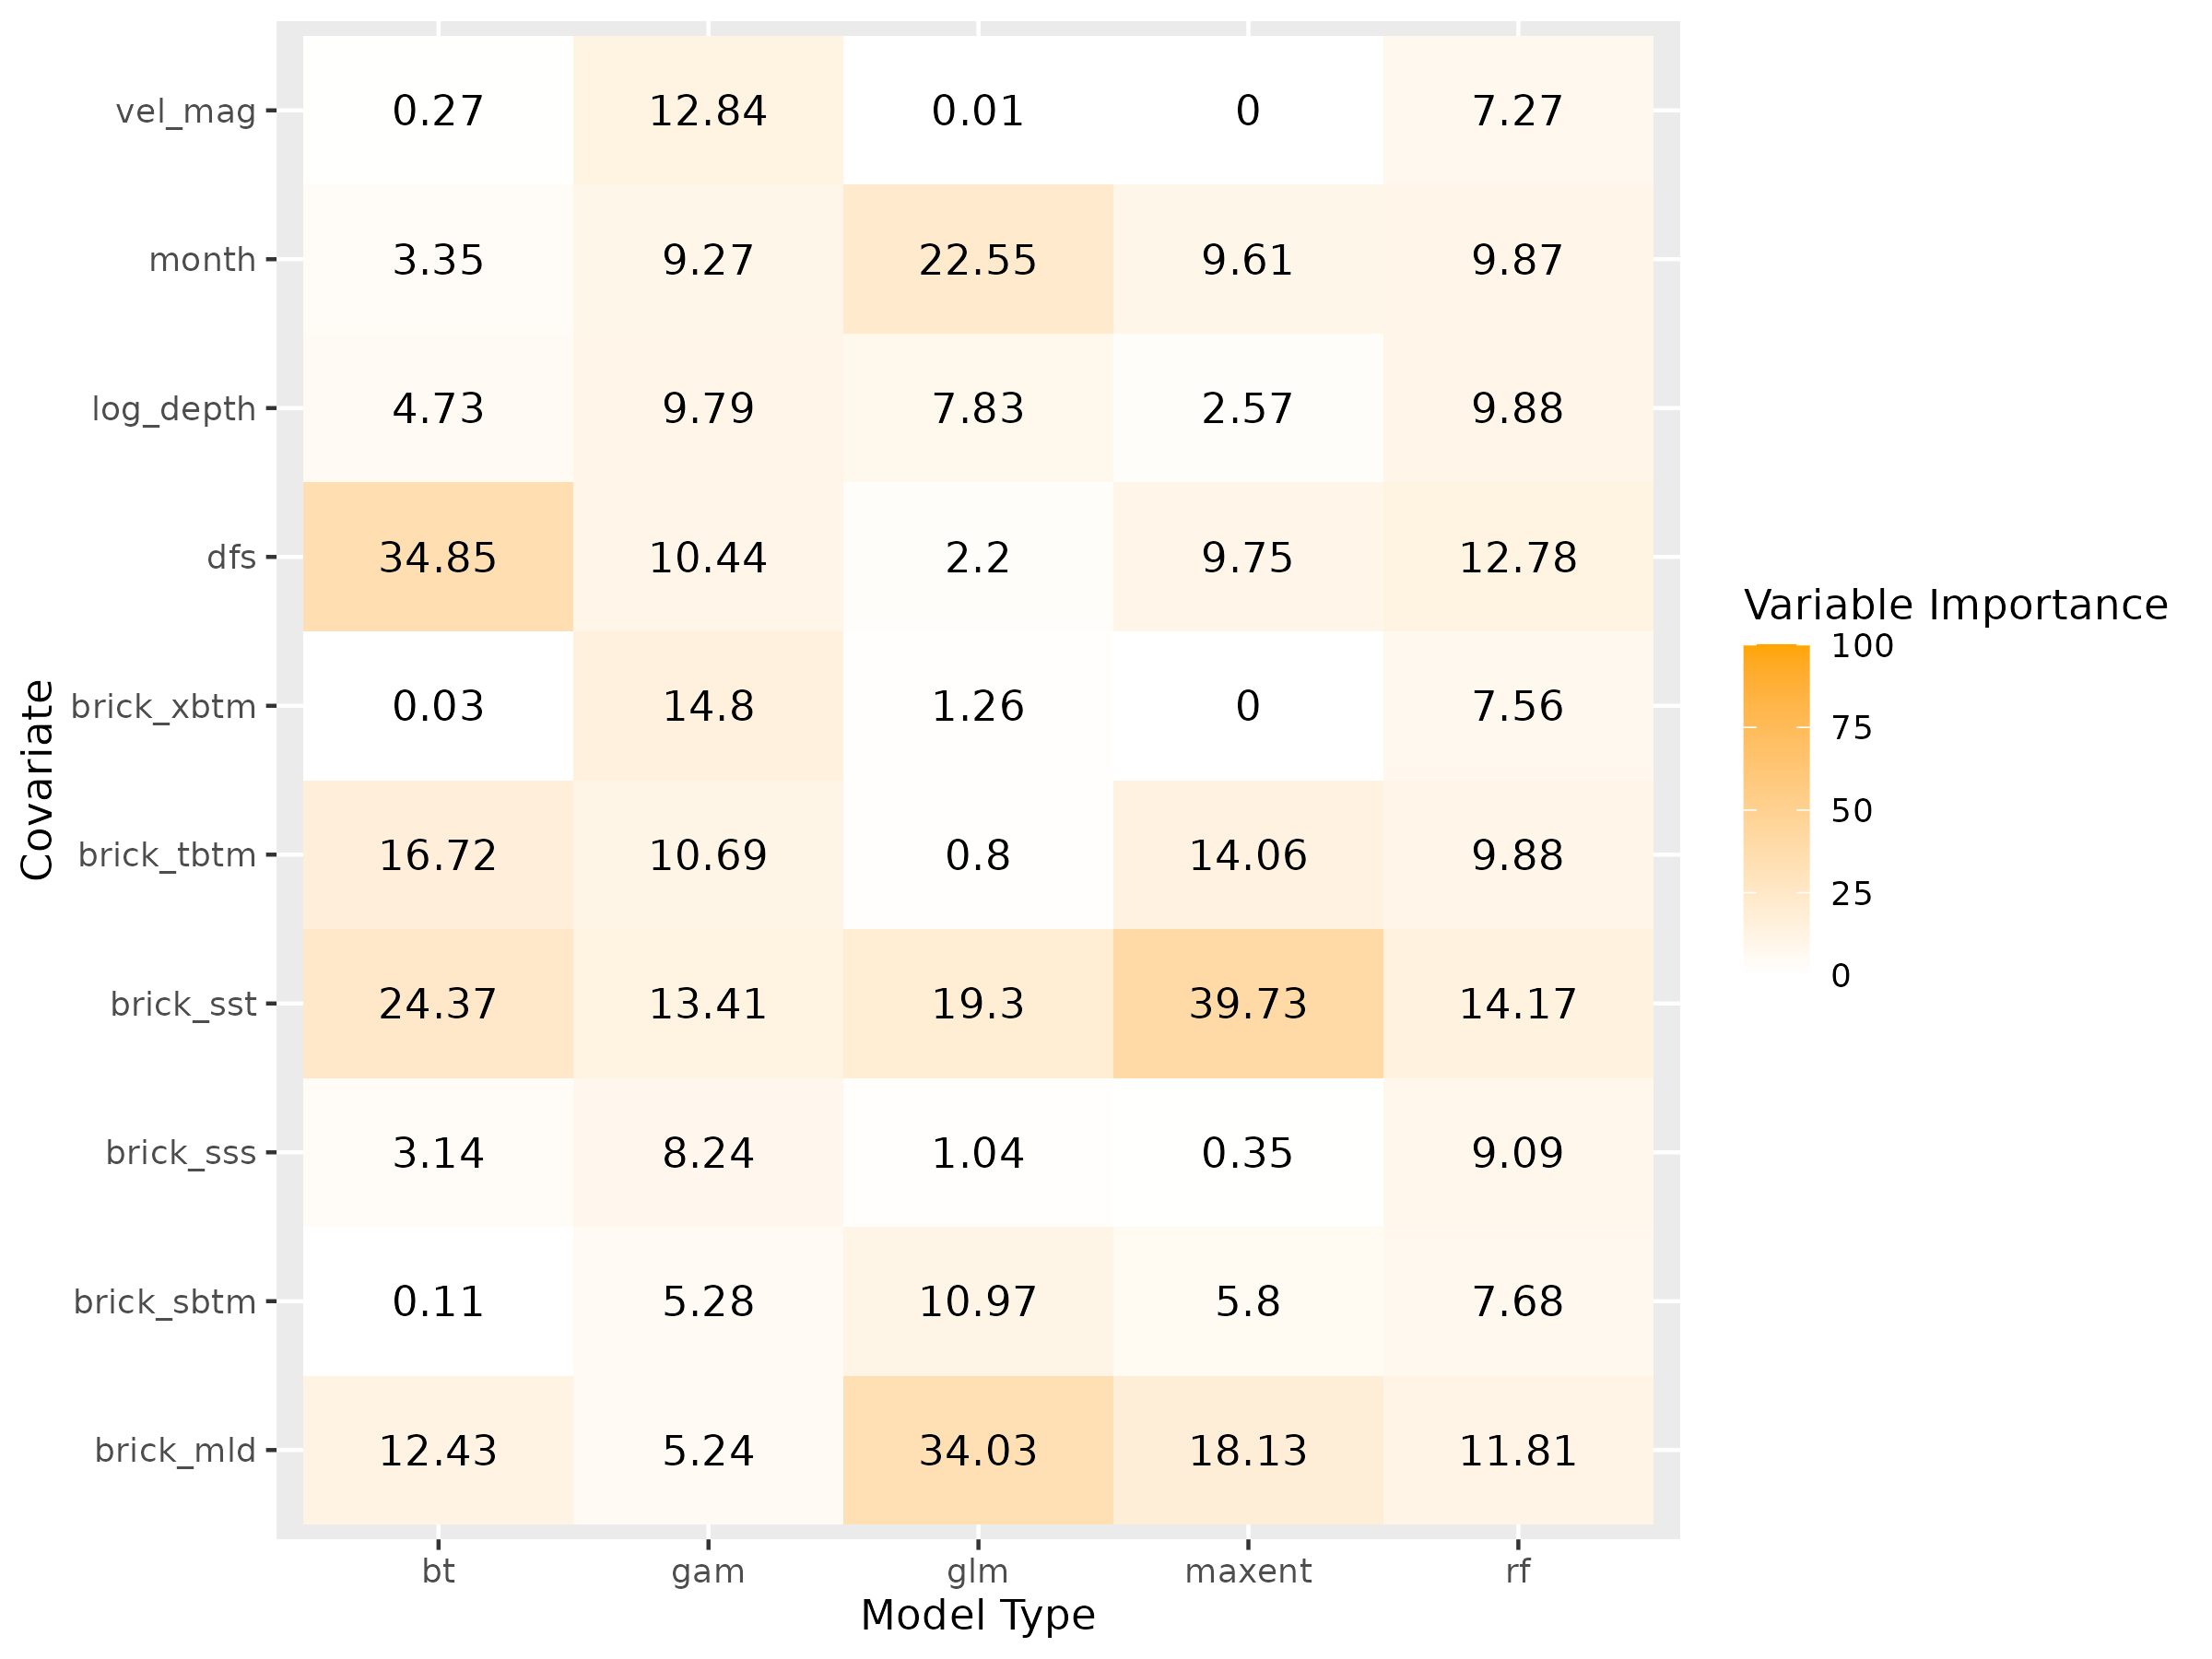 vel_mag 0.27 12.84 0.01 0 7.27
month 3.35 9.27 22.55 9.61 9.87
log_depth 4.73 9.79 7.83 2.57 9.88
dfs 34.85 10.44 2.2 9.75 12.78
brick_xbtm 0.03 14.8 1.26 0 7.56
brick_tbtm 16.72 10.69 0.8 14.06 9.88
brick_sst 24.37 13.41 19.3 39.73 14.17
brick_sss 3.14 8.24 1.04 0.35 9.09
brick_sbtm 0.11 5.28 10.97 5.8 7.68
brick_mld 12.43 5.24 34.03 18.13 11.81
bt gam glm maxent rf
Model Type
Covariate
Variable Importance
100
75
50
25
0